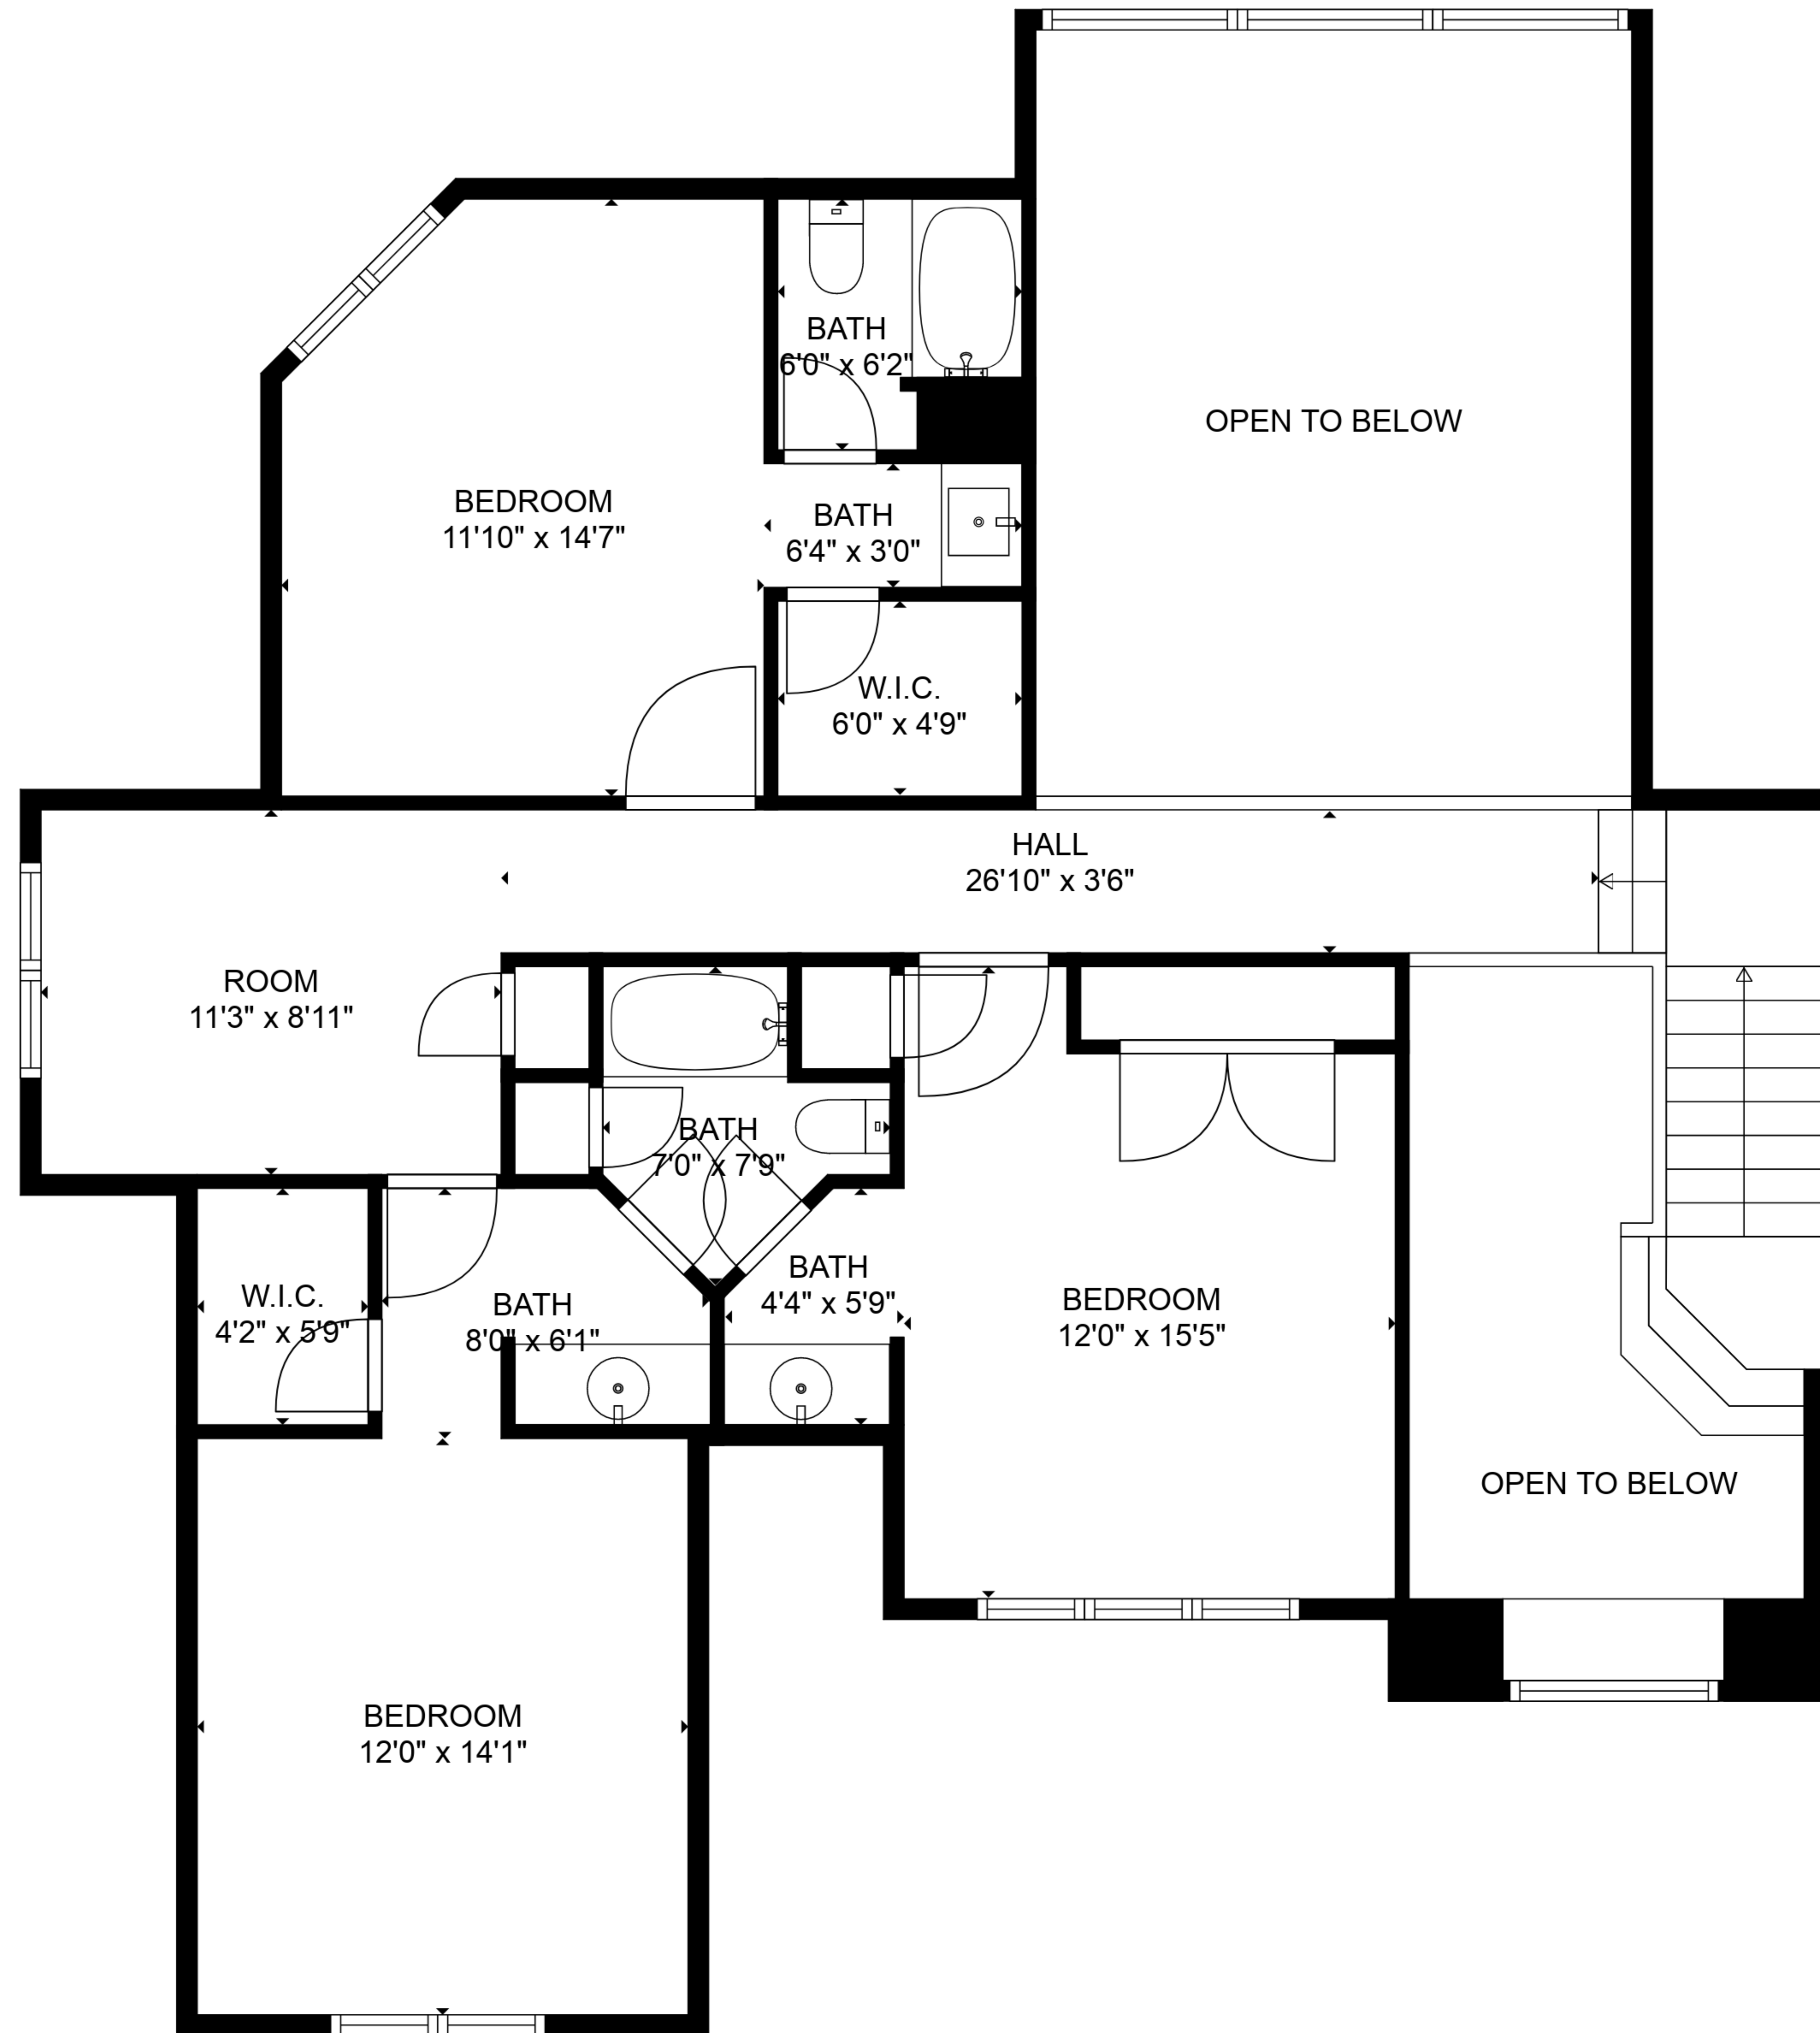 BATH
6'0" x 6'2"
OPEN TO BELOW
BEDROOM
11'10" x 14'7"
BATH
6'4" x 3'0"
W.I.C.
6'0" x 4'9"
HALL
26'10" x 3'6"
ROOM
11'3" x 8'11"
BATH
7'0" x 7'9"
BATH
4'4" x 5'9"
W.I.C.
4'2" x 5'9"
BATH
8'0" x 6'1"
BEDROOM
12'0" x 15'5"
OPEN TO BELOW
BEDROOM
12'0" x 14'1"